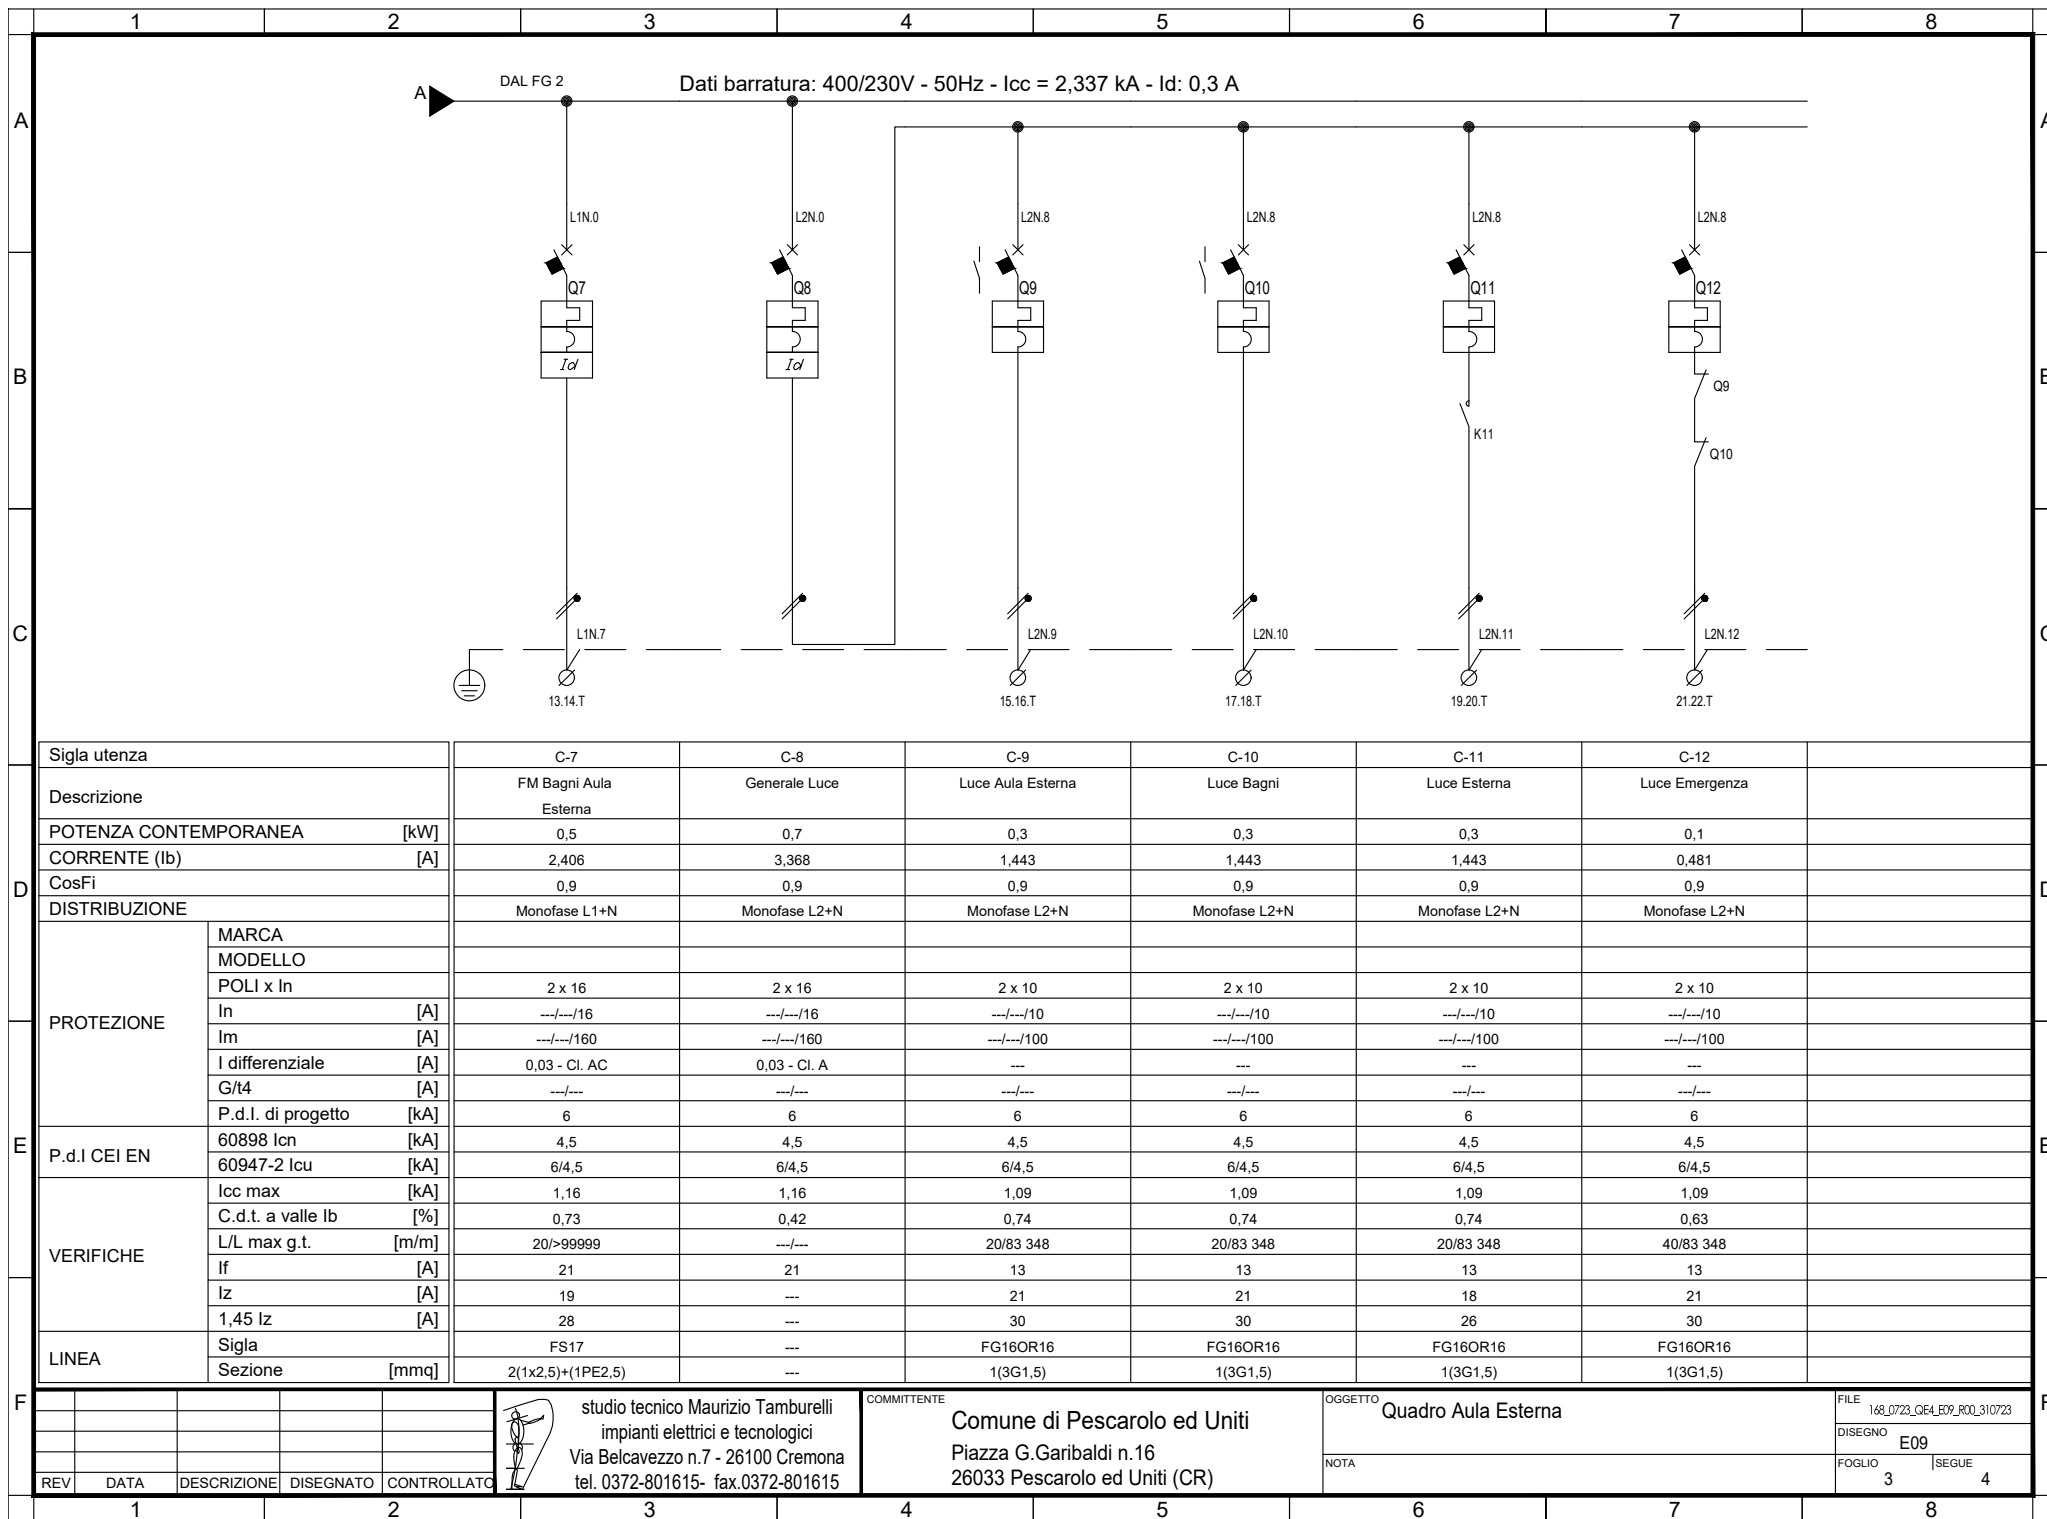 1 2 3 4 5 6 7 8
DAL FG 2 Dati barratura: 400/230V - 50Hz - Icc = 2,337 kA - Id: 0,3 A
A
A A
L1N.0 L2N.0 L2N.8 L2N.8 L2N.8 L2N.8
Q7 Q8 Q9 Q10 Q11 Q12
Id Id
B
Q9
K11
Q10
C
L1N.7 L2N.9 L2N.10 L2N.11 L2N.12
13.14.T 15.16.T 17.18.T 19.20.T 21.22.T
Sigla utenza C-7 C-8 C-9 C-10 C-11 C-12
Descrizione FM Bagni Aula Generale Luce Luce Aula Esterna Luce Bagni Luce Esterna Luce Emergenza
Esterna
POTENZA CONTEMPORANEA [kW] 0,5 0,7 0,3 0,3 0,3 0,1
CORRENTE (Ib) [A] 2,406 3,368 1,443 1,443 1,443 0,481
D
CosFi 0,9 0,9 0,9 0,9 0,9 0,9
DISTRIBUZIONE Monofase L1+N Monofase L2+N Monofase L2+N Monofase L2+N Monofase L2+N Monofase L2+N
PROTEZIONE
MARCA
MODELLO
POLI x In 2 x 16 2 x 16 2 x 10 2 x 10 2 x 10 2 x 10
In [A] ---/---/16 ---/---/16 ---/---/10 ---/---/10 ---/---/10 ---/---/10
Im [A] ---/---/160 ---/---/160 ---/---/100 ---/---/100 ---/---/100 ---/---/100
I differenziale [A] 0,03 - Cl. AC 0,03 - Cl. A --- --- --- ---
G/t4 [A] ---/--- ---/--- ---/--- ---/--- ---/--- ---/---
P.d.I. di progetto [kA] 6 6 6 6 6 6
E
P.d.I CEI EN
60898 Icn [kA] 4,5 4,5 4,5 4,5 4,5 4,5
60947-2 Icu [kA] 6/4,5 6/4,5 6/4,5 6/4,5 6/4,5 6/4,5
VERIFICHE
Icc max [kA] 1,16 1,16 1,09 1,09 1,09 1,09
C.d.t. a valle Ib [%] 0,73 0,42 0,74 0,74 0,74 0,63
L/L max g.t. [m/m] 20/>99999 ---/--- 20/83 348 20/83 348 20/83 348 40/83 348
If [A] 21 21 13 13 13 13
Iz [A] 19 --- 21 21 18 21
1,45 Iz [A] 28 --- 30 30 26 30
LINEA
Sigla FS17 --- FG16OR16 FG16OR16 FG16OR16 FG16OR16
Sezione [mmq] 2(1x2,5)+(1PE2,5) --- 1(3G1,5) 1(3G1,5) 1(3G1,5) 1(3G1,5)
F
REV DATA DESCRIZIONE DISEGNATO CONTROLLATO
studio tecnico Maurizio Tamburelli
impianti elettrici e tecnologici
Via Belcavezzo n.7 - 26100 Cremona
tel. 0372-801615- fax.0372-801615
COMMITTENTE
Comune di Pescarolo ed Uniti
Piazza G.Garibaldi n.16
26033 Pescarolo ed Uniti (CR)
OGGETTO Quadro Aula Esterna
NOTA
FILE
168_0723_QE4_E09_R00_310723
DISEGNO
E09
FOGLIO SEGUE
3 4
1 2 3 4 5 6 7 8